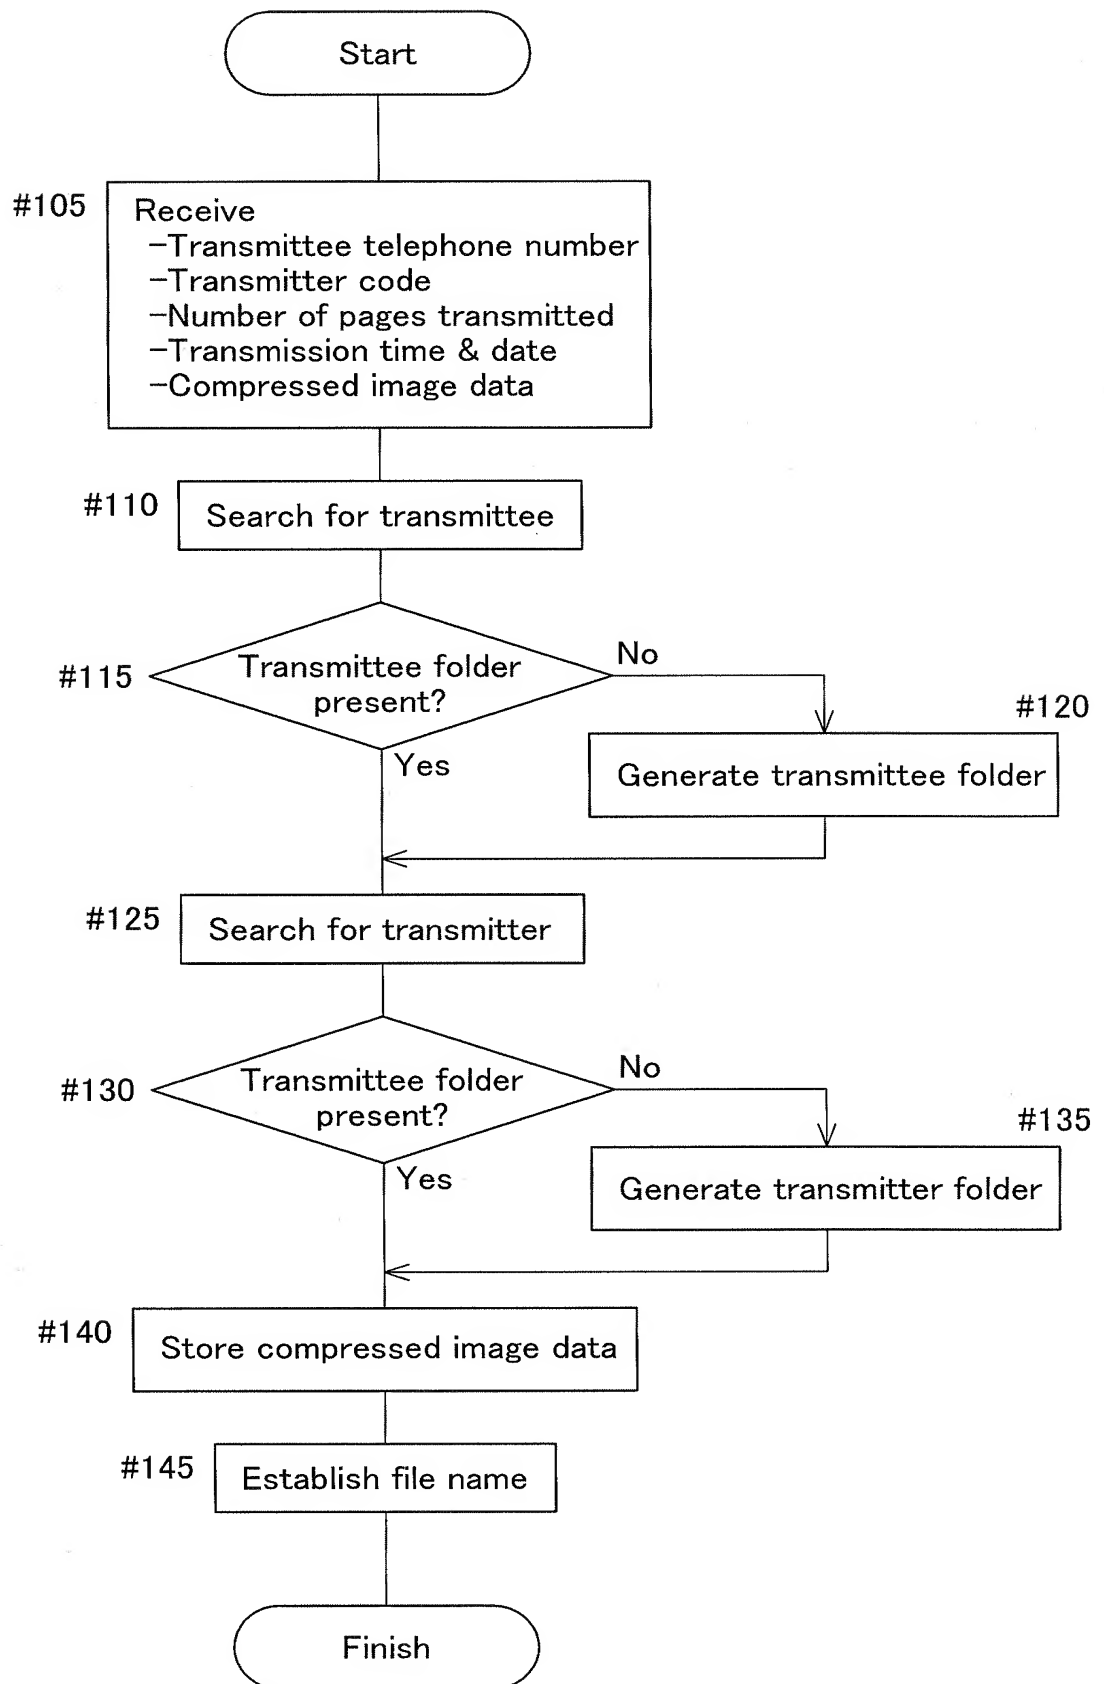 Start
#105
Receive
-Transmittee telephone number
-Transmitter code
-Number of pages transmitted
-Transmission time & date
-Compressed image data
#110
Search for transmittee
#115
Transmittee folder
present?
No
Yes
#120
Generate transmittee folder
#125
Search for transmitter
#130
Transmittee folder
present?
No
Yes
#135
Generate transmitter folder
#140
Store compressed image data
#145
Establish file name
Finish